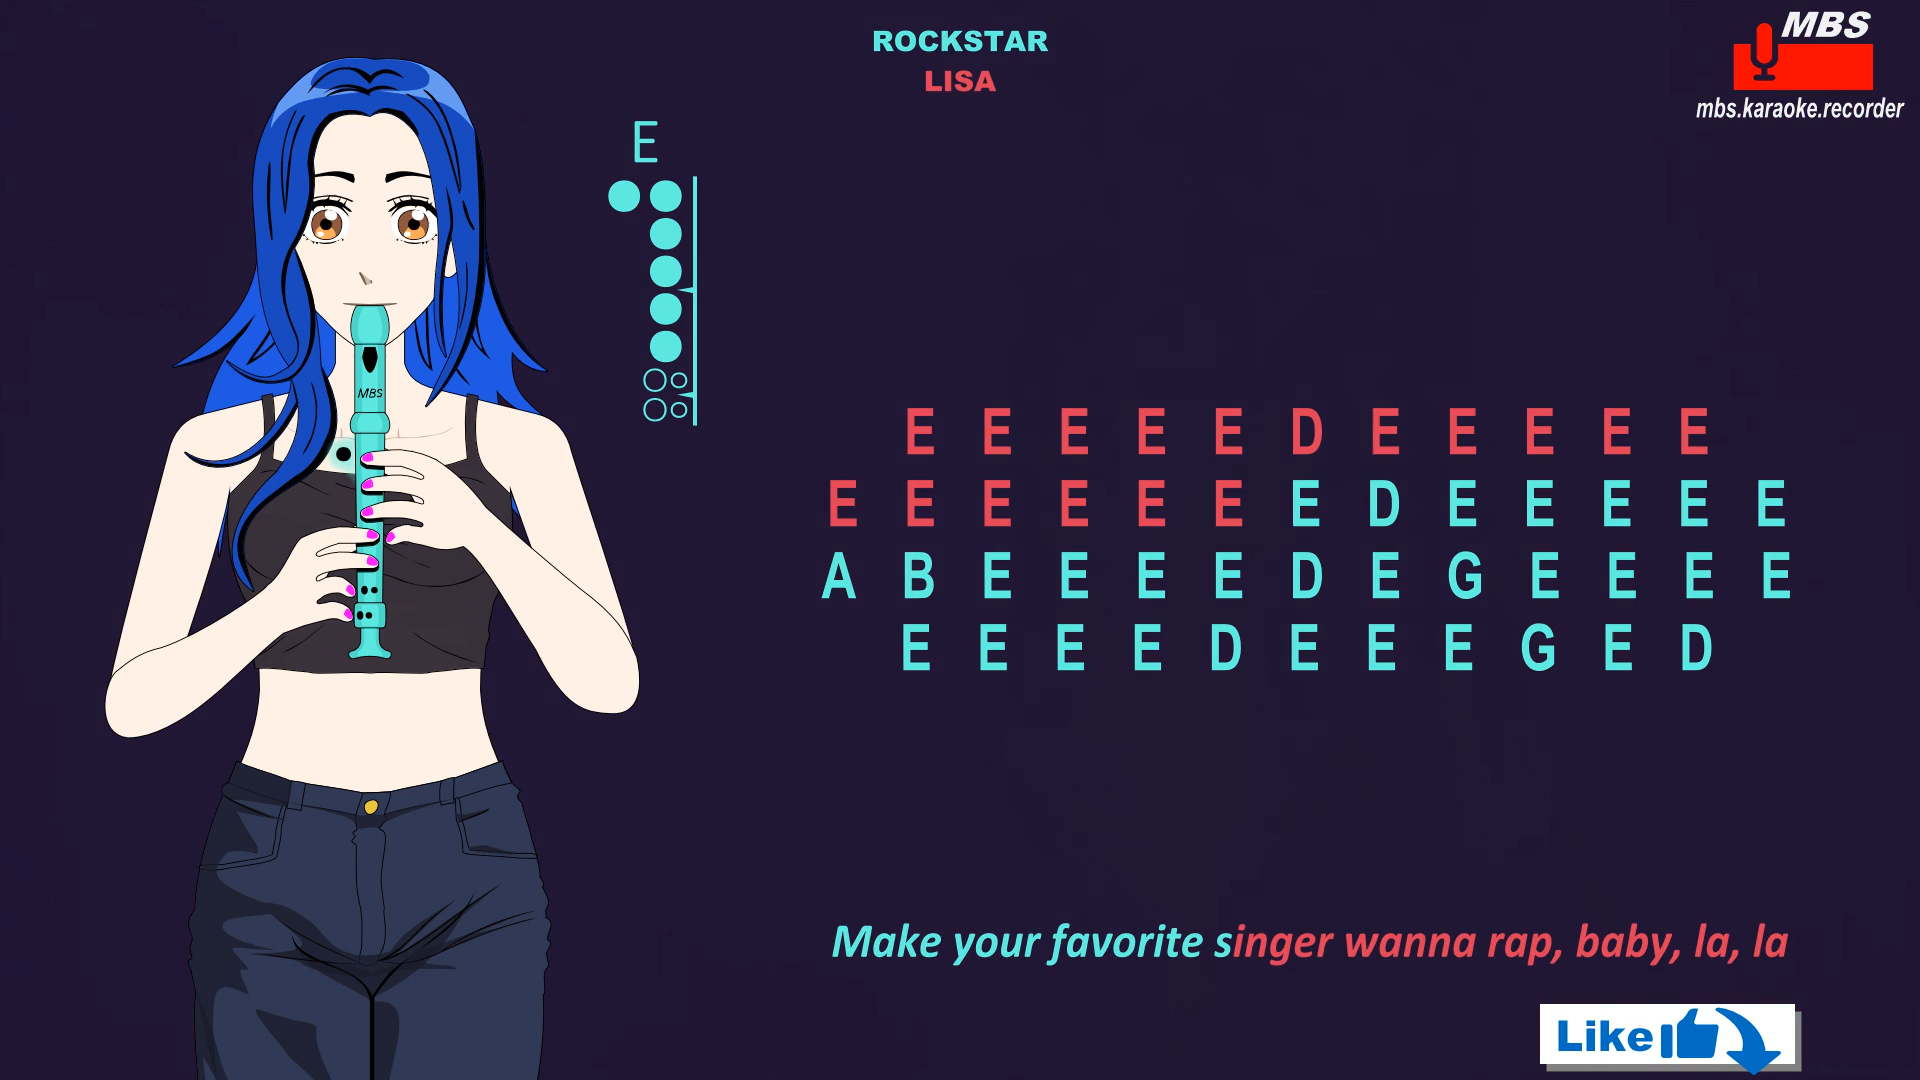 ROCKSTAR
LISA
MBS
mbs.karaoke.recorder
E
MBS
E E E E E D E E E E E
E E E E E E E D E E E E E
A B E E E E D E G E E E E
E E E E D E E E G E D
Make your favorite singer wanna rap, baby, la, la
Like